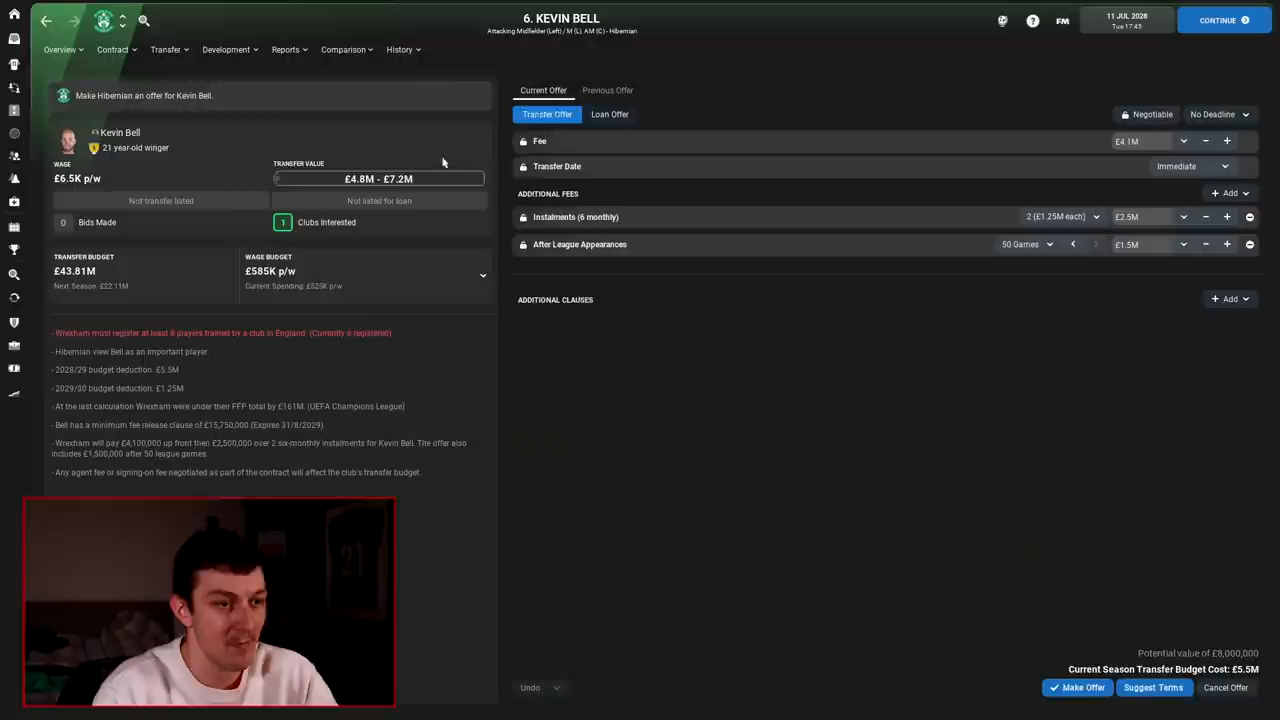 6. KEVIN BELL
Attacking Midfielder (Left) / M (L), AM (C) - Hibernian
FM
11 JUL 2028
Tue 17:45
CONTINUE
Overview
Contract
Transfer
Development
Reports
Comparison
History
Make Hibernian an offer for Kevin Bell.
Kevin Bell
21 year-old winger
WAGE
£6.5K p/w
TRANSFER VALUE
£4.8M - £7.2M
Not transfer listed
Not listed for loan
0 Bids Made
1 Clubs Interested
TRANSFER BUDGET
£43.81M
Next Season: £22.11M
WAGE BUDGET
£585K p/w
Current Spending: £525K p/w
- Wrexham must register at least 8 players trained by a club in England. (Currently 6 registered)
- Hibernian view Bell as an important player.
- 2028/29 budget deduction: £5.5M
- 2029/30 budget deduction: £1.25M
- At the last calculation Wrexham were under their FFP total by £161M. (UEFA Champions League)
- Bell has a minimum fee release clause of £15,750,000 (Expires 31/8/2029)
- Wrexham will pay £4,100,000 up front then £2,500,000 over 2 six-monthly instalments for Kevin Bell. The offer also
includes £1,500,000 after 50 league games.
- Any agent fee or signing-on fee negotiated as part of the contract will affect the club's transfer budget.
21
Current Offer
Previous Offer
Transfer Offer
Loan Offer
Negotiable
No Deadline
Fee
£4.1M
Transfer Date
Immediate
ADDITIONAL FEES
Add
Instalments (6 monthly)
2 (£1.25M each)
£2.5M
After League Appearances
50 Games
£1.5M
ADDITIONAL CLAUSES
Add
Potential value of £8,000,000
Current Season Transfer Budget Cost: £5.5M
Undo
Make Offer
Suggest Terms
Cancel Offer